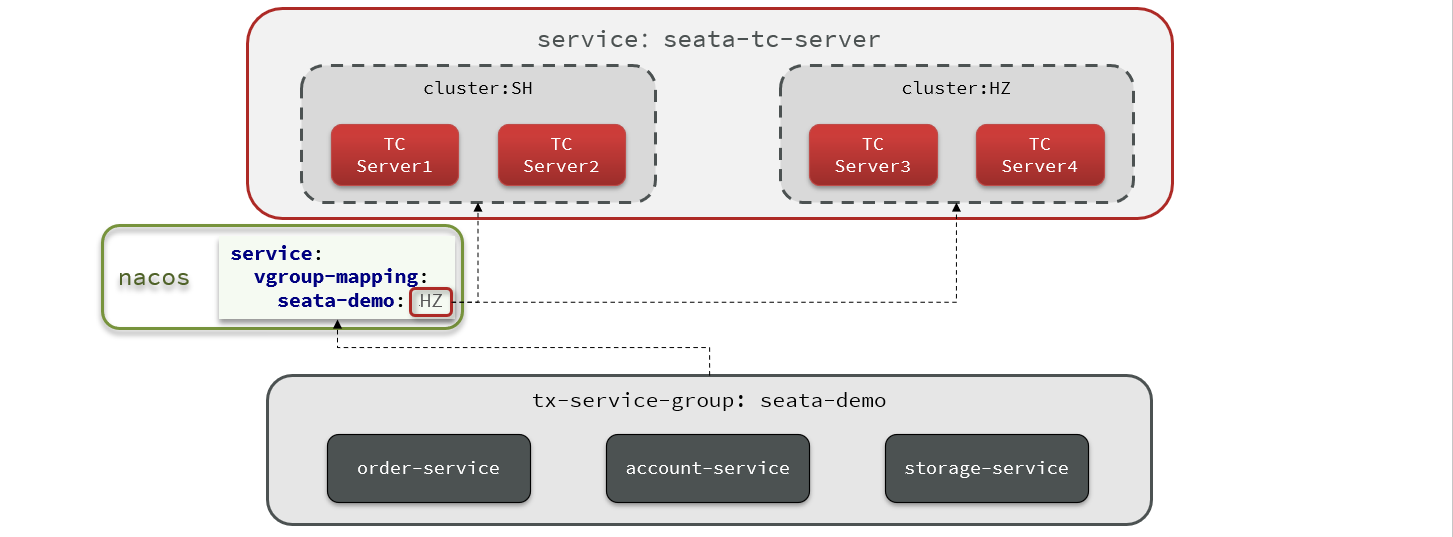 service: seata-tc-server
cluster:SH
cluster:HZ
TC
Server1
TC
Server2
TC
Server3
TC
Server4
nacos
service:
vgroup-mapping:
seata-demo: HZ
tx-service-group: seata-demo
order-service
account-service
storage-service